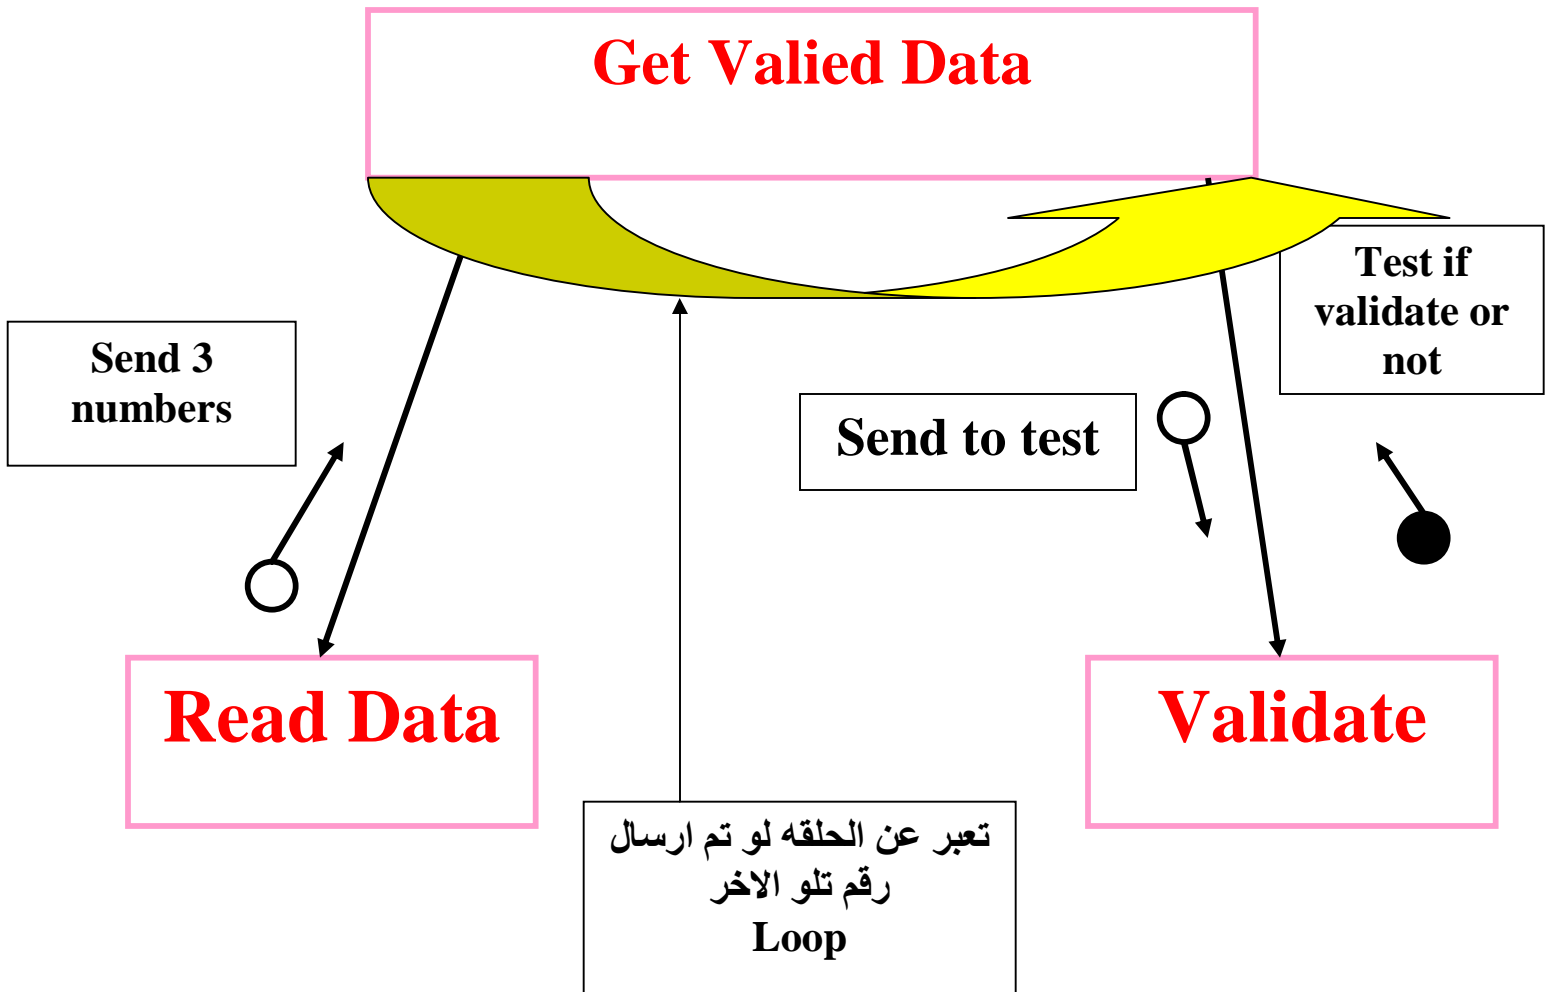 Get Valied Data
Test if
validate or
not
Send 3
numbers
Send to test
Read Data
Validate
تعبر عن الحلقه لو تم ارسال
رقم تلو الاخر
Loop